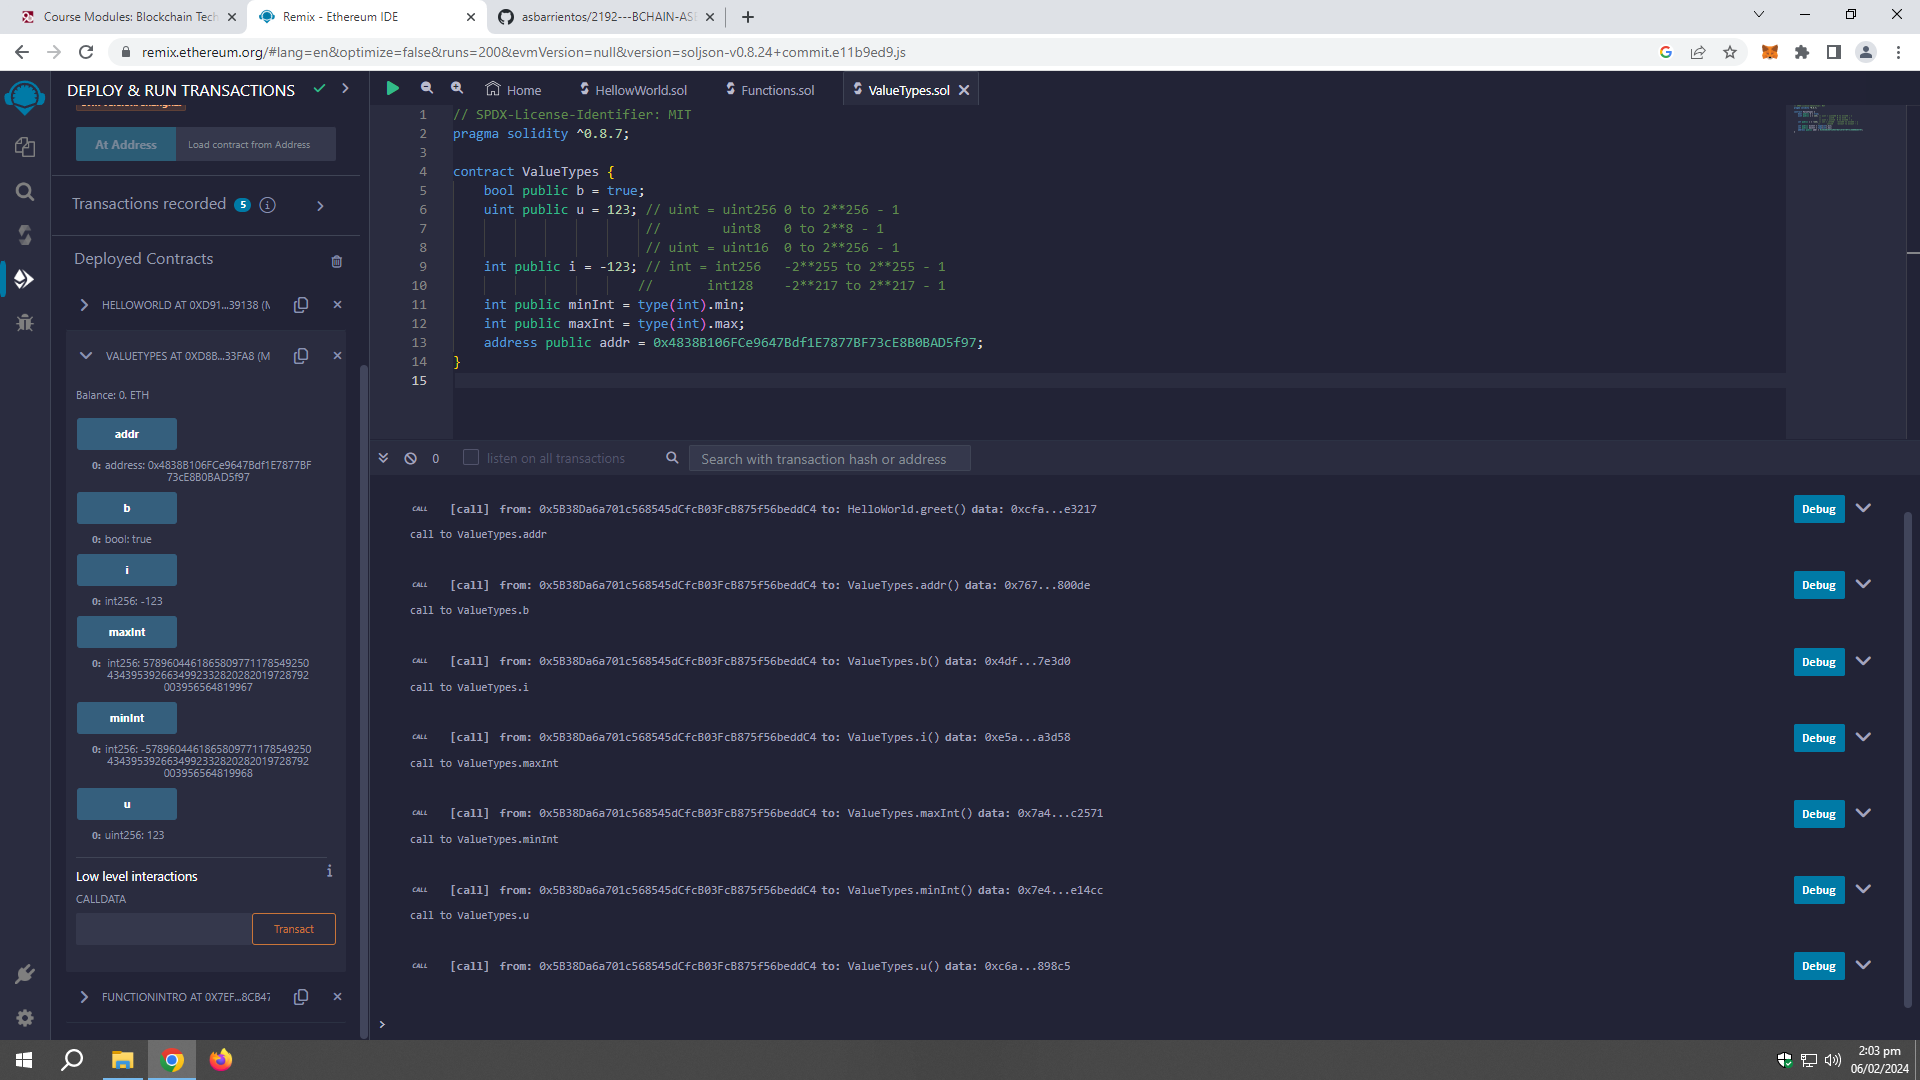 Course Modules: Blockchain Tech
Remix - Ethereum IDE
asbarrientos/2192---BCHAIN-ASE
remix.ethereum.org/#lang=en&optimize=false&runs=200&evmVersion=null&version=soljson-v0.8.24+commit.e11b9ed9.js
DEPLOY & RUN TRANSACTIONS
At Address
Load contract from Address
Transactions recorded 5
Deployed Contracts
HELLOWORLD AT 0XD91...39138 (M
VALUETYPES AT 0XD8B...33FA8 (M
Balance: 0. ETH
addr
0: address: 0x4838B106FCe9647Bdf1E7877BF
73cE8B0BAD5f97
b
0: bool: true
i
0: int256: -123
maxInt
0: int256: 57896044618658097711785492504
34395392663499233282028201972879200
3956564819967
minInt
0: int256: -57896044618658097711785492504
34395392663499233282028201972879200
3956564819968
u
0: uint256: 123
Low level interactions
CALLDATA
Transact
FUNCTIONINTRO AT 0X7EF...8CB47
Home
HellowWorld.sol
Functions.sol
ValueTypes.sol
1 // SPDX-License-Identifier: MIT
2 pragma solidity ^0.8.7;
3
4 contract ValueTypes {
5 bool public b = true;
6 uint public u = 123; // uint = uint256 0 to 2**256 - 1
7 // uint8 0 to 2**8 - 1
8 // uint = uint16 0 to 2**256 - 1
9 int public i = -123; // int = int256 -2**255 to 2**255 - 1
10 // int128 -2**217 to 2**217 - 1
11 int public minInt = type(int).min;
12 int public maxInt = type(int).max;
13 address public addr = 0x4838B106FCe9647Bdf1E7877BF73cE8B0BAD5f97;
14 }
15
0
listen on all transactions
Search with transaction hash or address
CALL [call] from: 0x5B38Da6a701c568545dCfcB03FcB875f56beddC4 to: HelloWorld.greet() data: 0xcfa...e3217
Debug
call to ValueTypes.addr
CALL [call] from: 0x5B38Da6a701c568545dCfcB03FcB875f56beddC4 to: ValueTypes.addr() data: 0x767...800de
Debug
call to ValueTypes.b
CALL [call] from: 0x5B38Da6a701c568545dCfcB03FcB875f56beddC4 to: ValueTypes.b() data: 0x4df...7e3d0
Debug
call to ValueTypes.i
CALL [call] from: 0x5B38Da6a701c568545dCfcB03FcB875f56beddC4 to: ValueTypes.i() data: 0xe5a...a3d58
Debug
call to ValueTypes.maxInt
CALL [call] from: 0x5B38Da6a701c568545dCfcB03FcB875f56beddC4 to: ValueTypes.maxInt() data: 0x7a4...c2571
Debug
call to ValueTypes.minInt
CALL [call] from: 0x5B38Da6a701c568545dCfcB03FcB875f56beddC4 to: ValueTypes.minInt() data: 0x7e4...e14cc
Debug
call to ValueTypes.u
CALL [call] from: 0x5B38Da6a701c568545dCfcB03FcB875f56beddC4 to: ValueTypes.u() data: 0xc6a...898c5
Debug
>
2:03 pm
06/02/2024